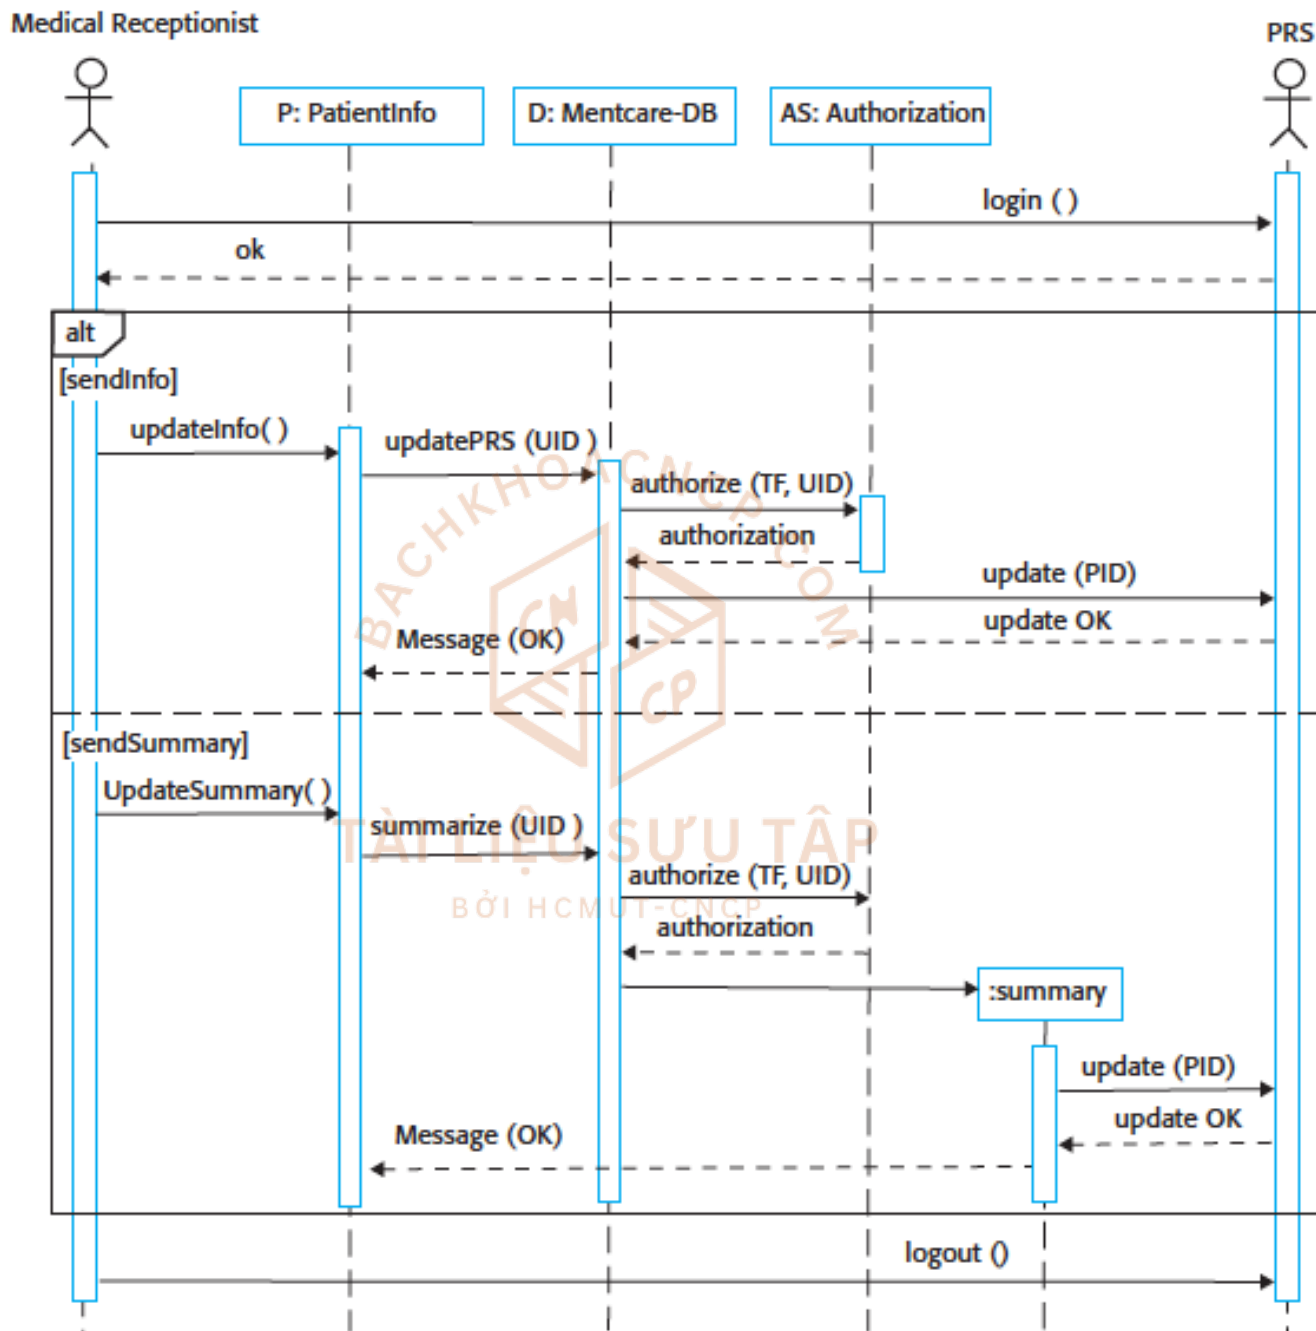 Medical Receptionist
PRS
P: PatientInfo
D: Mentcare-DB
AS: Authorization
login ( )
ok
alt
[sendInfo]
updateInfo( )
updatePRS (UID )
authorize (TF, UID)
authorization
update (PID)
update OK
Message (OK)
BACHKHOACNCP.COM
CN
CP
[sendSummary]
UpdateSummary( )
summarize (UID )
TÀI LIỆU SƯU TẬP
authorize (TF, UID)
BỞI HCMUT-CNCP
authorization
:summary
update (PID)
update OK
Message (OK)
logout ()